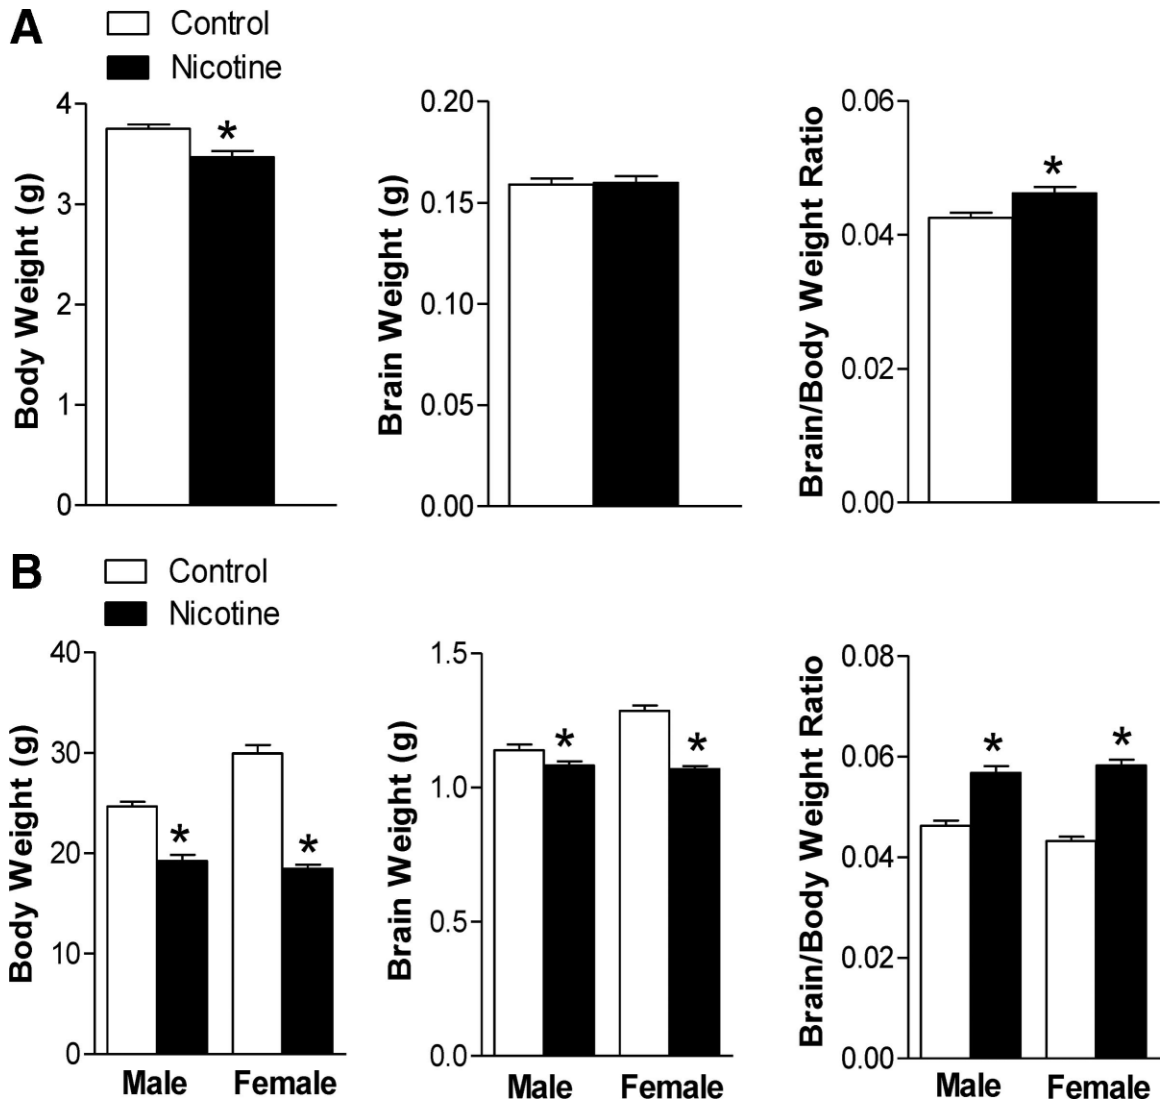 A
Control
Nicotine
Body Weight (g)
4
3
2
1
0
*
Brain Weight (g)
0.20
0.15
0.10
0.05
0.00
Brain/Body Weight Ratio
0.06
0.04
0.02
0.00
*
B
Control
Nicotine
Body Weight (g)
40
30
20
10
0
*
*
Male Female
Brain Weight (g)
1.5
1.0
0.5
0.0
*
*
Male Female
Brain/Body Weight Ratio
0.08
0.06
0.04
0.02
0.00
*
*
Male Female